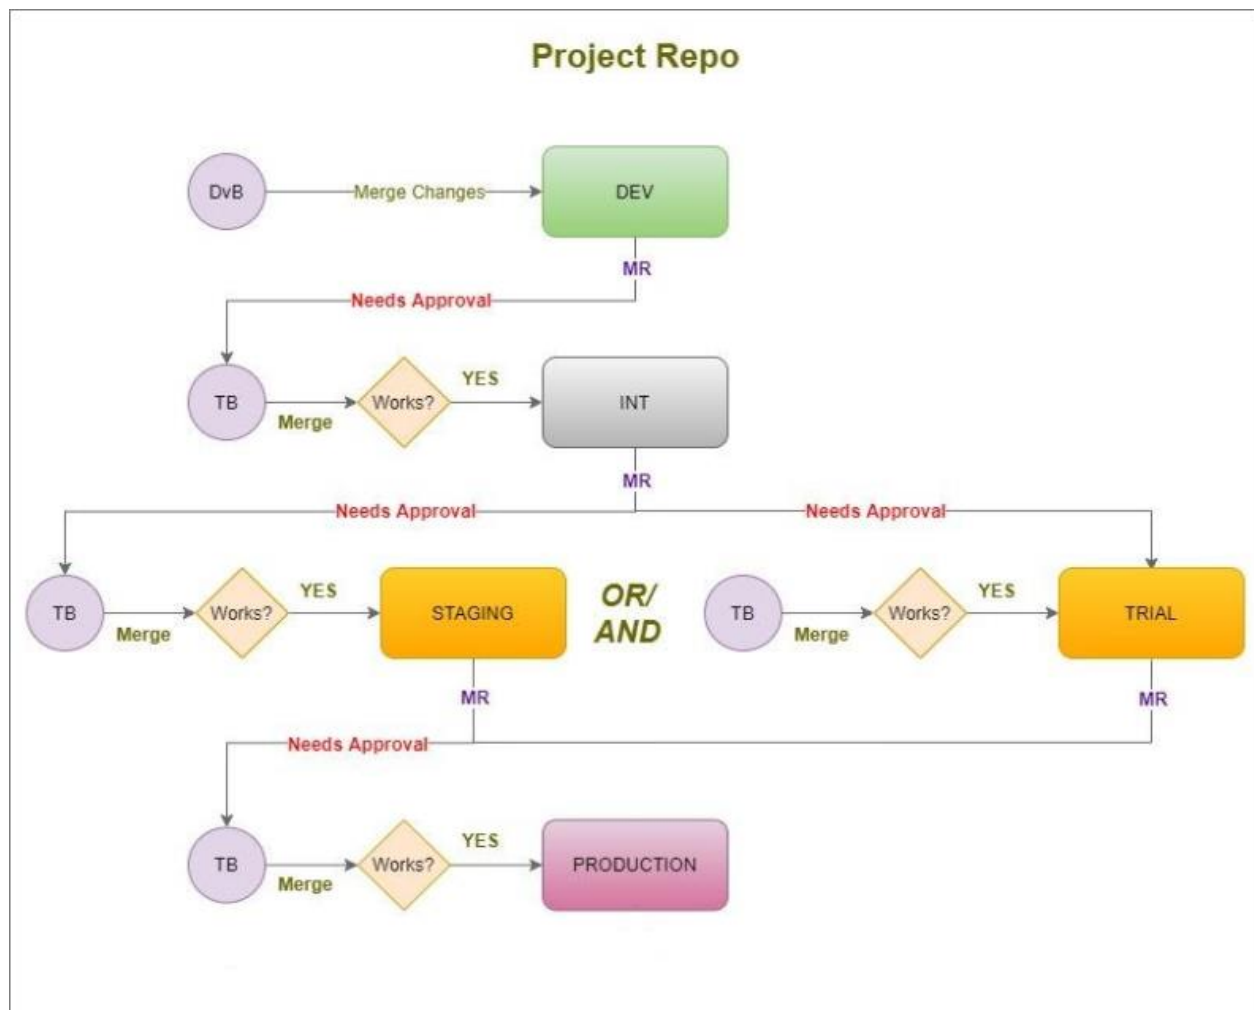 Project Repo
DvB
Merge Changes
DEV
MR
Needs Approval
TB
Merge
Works?
YES
INT
MR
Needs Approval
Needs Approval
TB
Merge
Works?
YES
STAGING
OR/
AND
TB
Merge
Works?
YES
TRIAL
MR
MR
Needs Approval
TB
Merge
Works?
YES
PRODUCTION